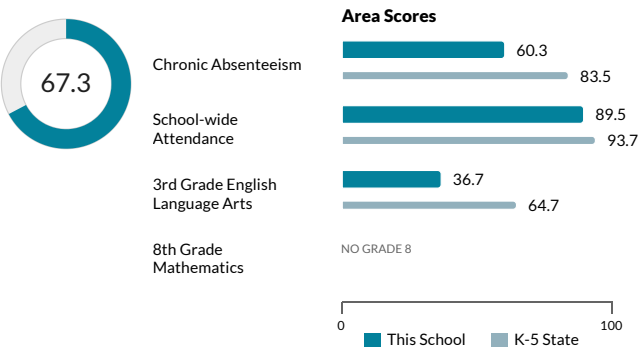 Area Scores
67.3
Chronic Absenteeism
60.3
83.5
School-wide
Attendance
89.5
93.7
3rd Grade English
Language Arts
36.7
64.7
8th Grade
Mathematics
NO GRADE 8
0
100
This School
K-5 State